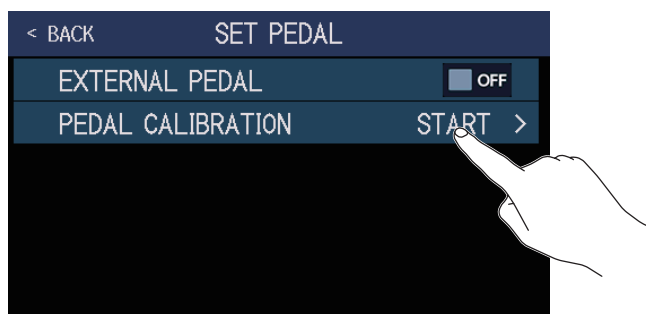 < BACK SET PEDAL
EXTERNAL PEDAL OFF
PEDAL CALIBRATION START >